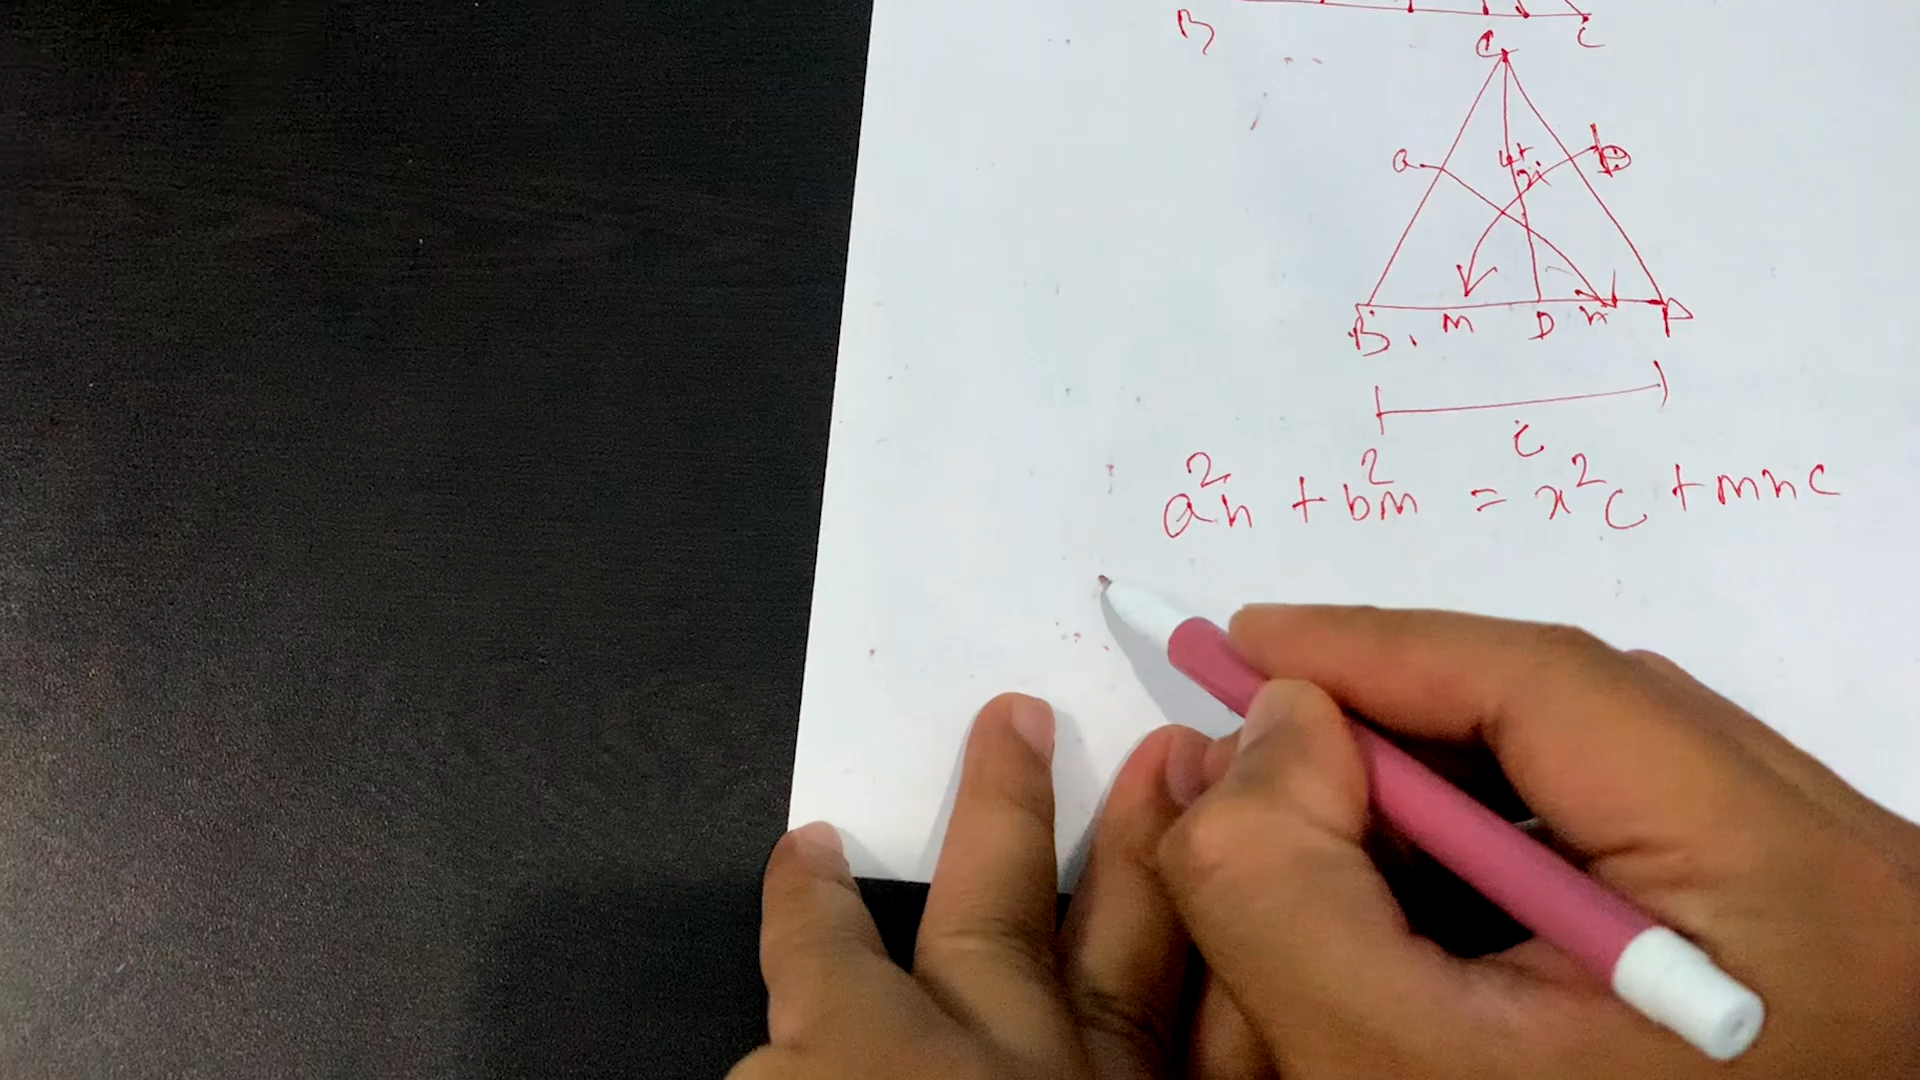 B C
C
a b
x
B M D n A
c
a²n + b²m = x²c + mnc